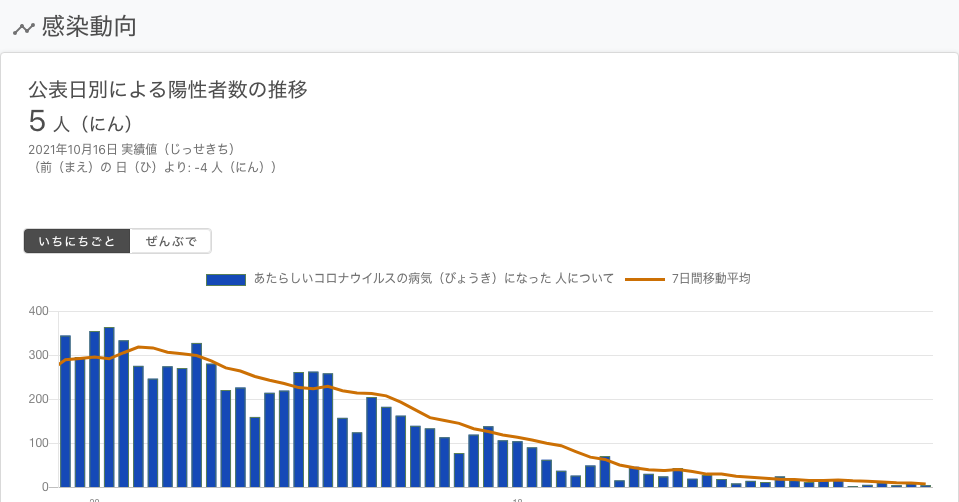 感染動向
公表日別による陽性者数の推移
5 人（にん）
2021年10月16日 実績値（じっせきち）
（前（まえ）の 日（ひ）より: -4 人（にん））
いちにちごと ぜんぶで
あたらしいコロナウイルスの病気（びょうき）になった 人について 7日間移動平均
400
300
200
100
0